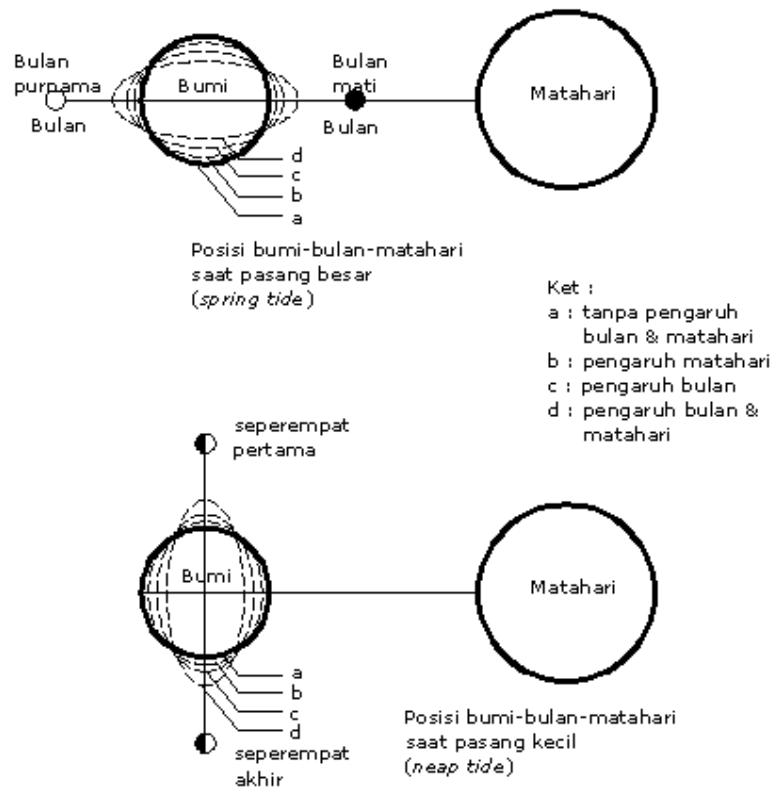 Bulan
purnama
Bumi
Bulan
mati
Matahari
Bulan
Bulan
d
c
b
a
Posisi bumi-bulan-matahari
saat pasang besar
(spring tide)
Ket :
a : tanpa pengaruh
bulan & matahari
b : pengaruh matahari
c : pengaruh bulan
d : pengaruh bulan &
matahari
seperempat
pertama
Bumi
Matahari
a
b
c
d
seperempat
akhir
Posisi bumi-bulan-matahari
saat pasang kecil
(neap tide)